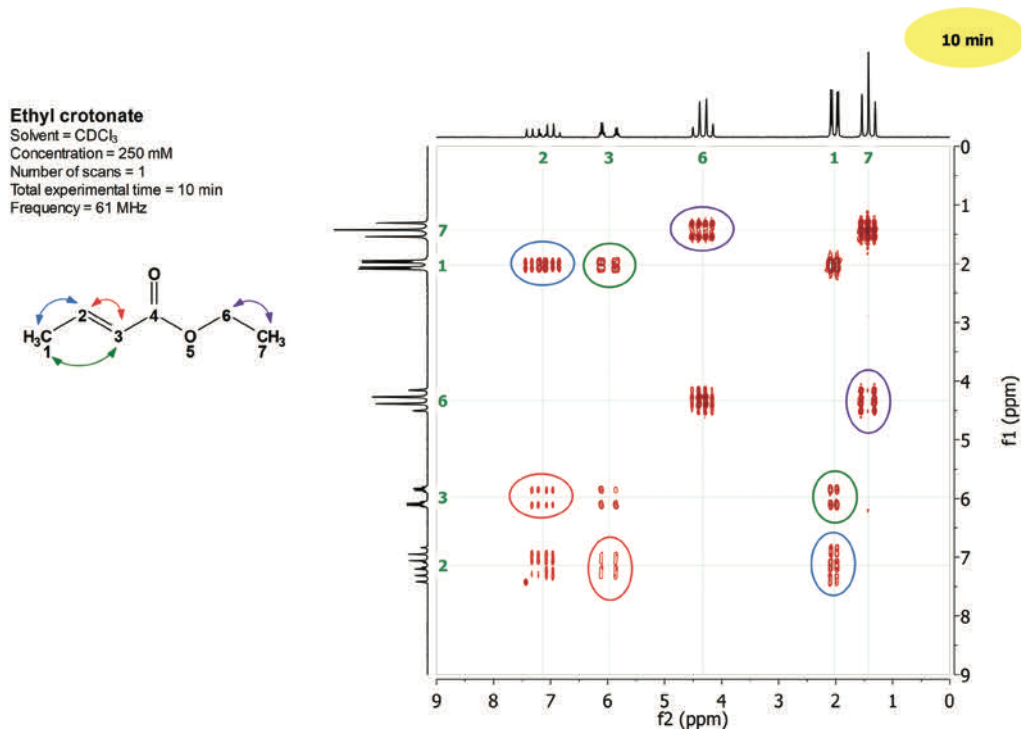 10 min
Ethyl crotonate
Solvent = CDCl₃
Concentration = 250 mM
Number of scans = 1
Total experimental time = 10 min
Frequency = 61 MHz
O
2 4 6
H₃C 3 O CH₃
1 5 7
2 3 6 1 7
7
1
6
3
2
0
1
2
3
4
5
6
7
8
9
f1 (ppm)
9 8 7 6 5 4 3 2 1 0
f2 (ppm)